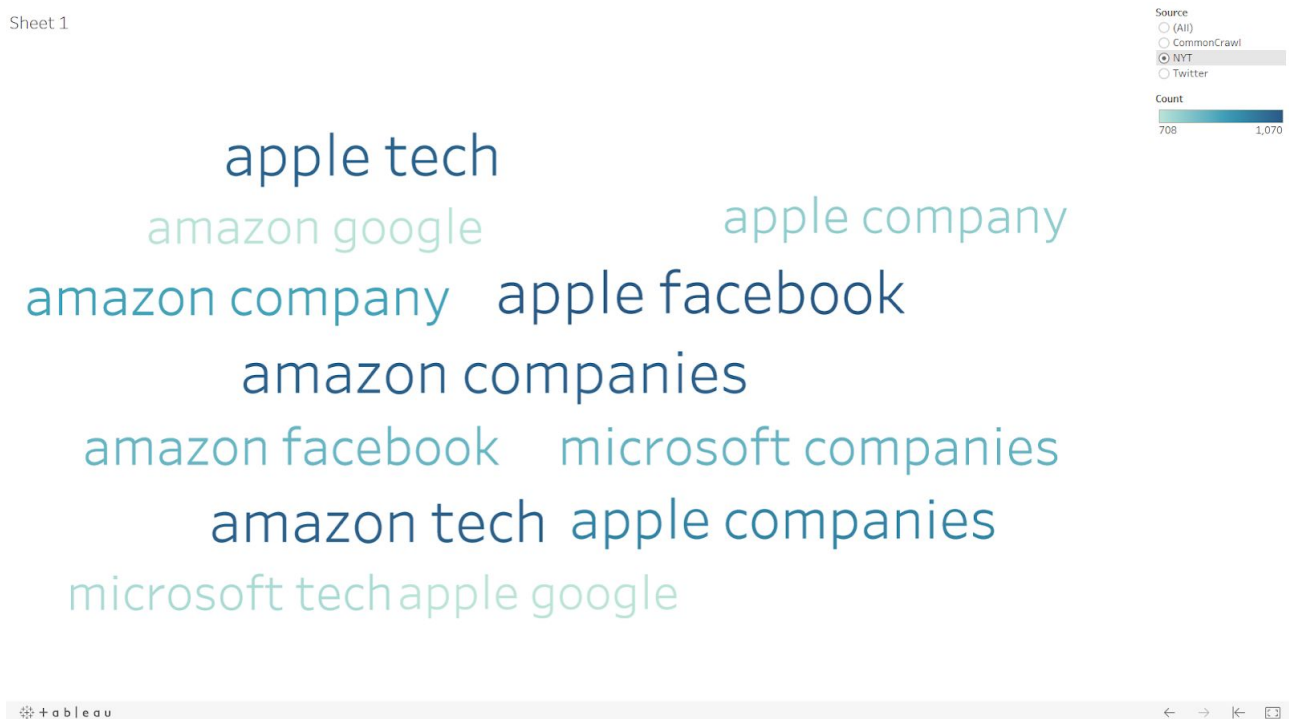 Sheet 1
Source
(All)
CommonCrawl
NYT
Twitter
Count
708 1,070
apple tech
amazon google apple company
amazon company apple facebook
amazon companies
amazon facebook microsoft companies
amazon tech apple companies
microsoft tech apple google
+ableau